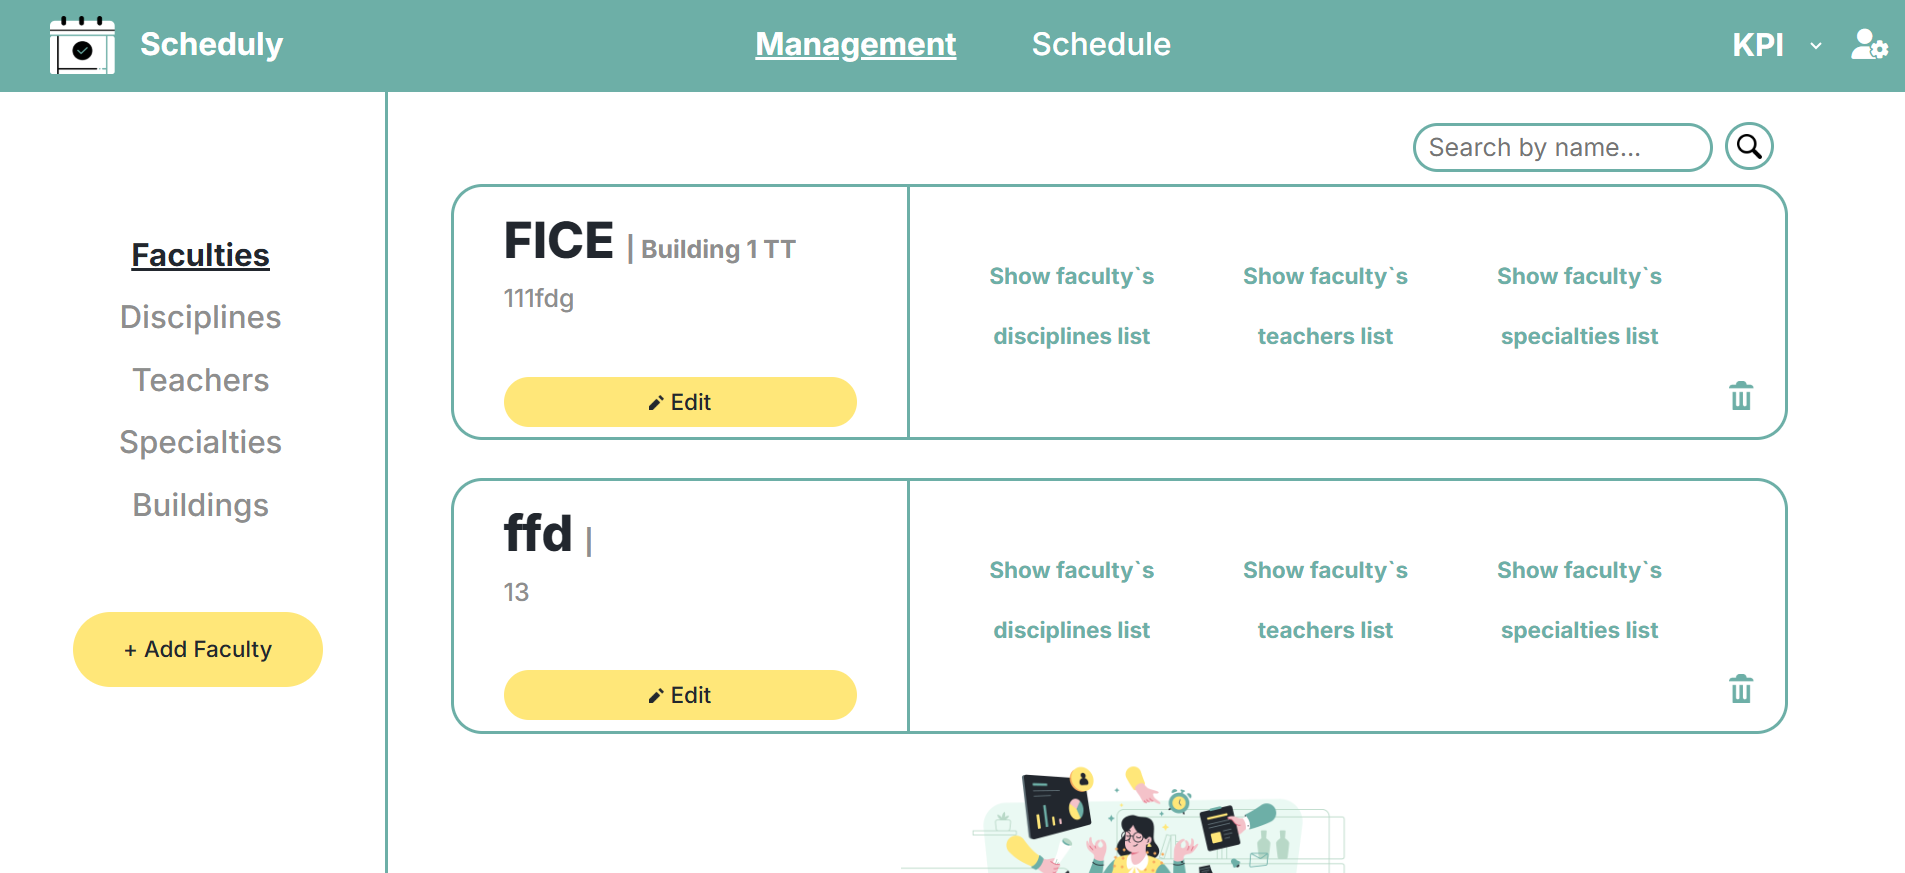 Scheduly
Management
Schedule
KPI
Search by name...
Faculties
Disciplines
Teachers
Specialties
Buildings
+ Add Faculty
FICE | Building 1 TT
111fdg
Edit
Show faculty`s
disciplines list
Show faculty`s
teachers list
Show faculty`s
specialties list
ffd |
13
Edit
Show faculty`s
disciplines list
Show faculty`s
teachers list
Show faculty`s
specialties list